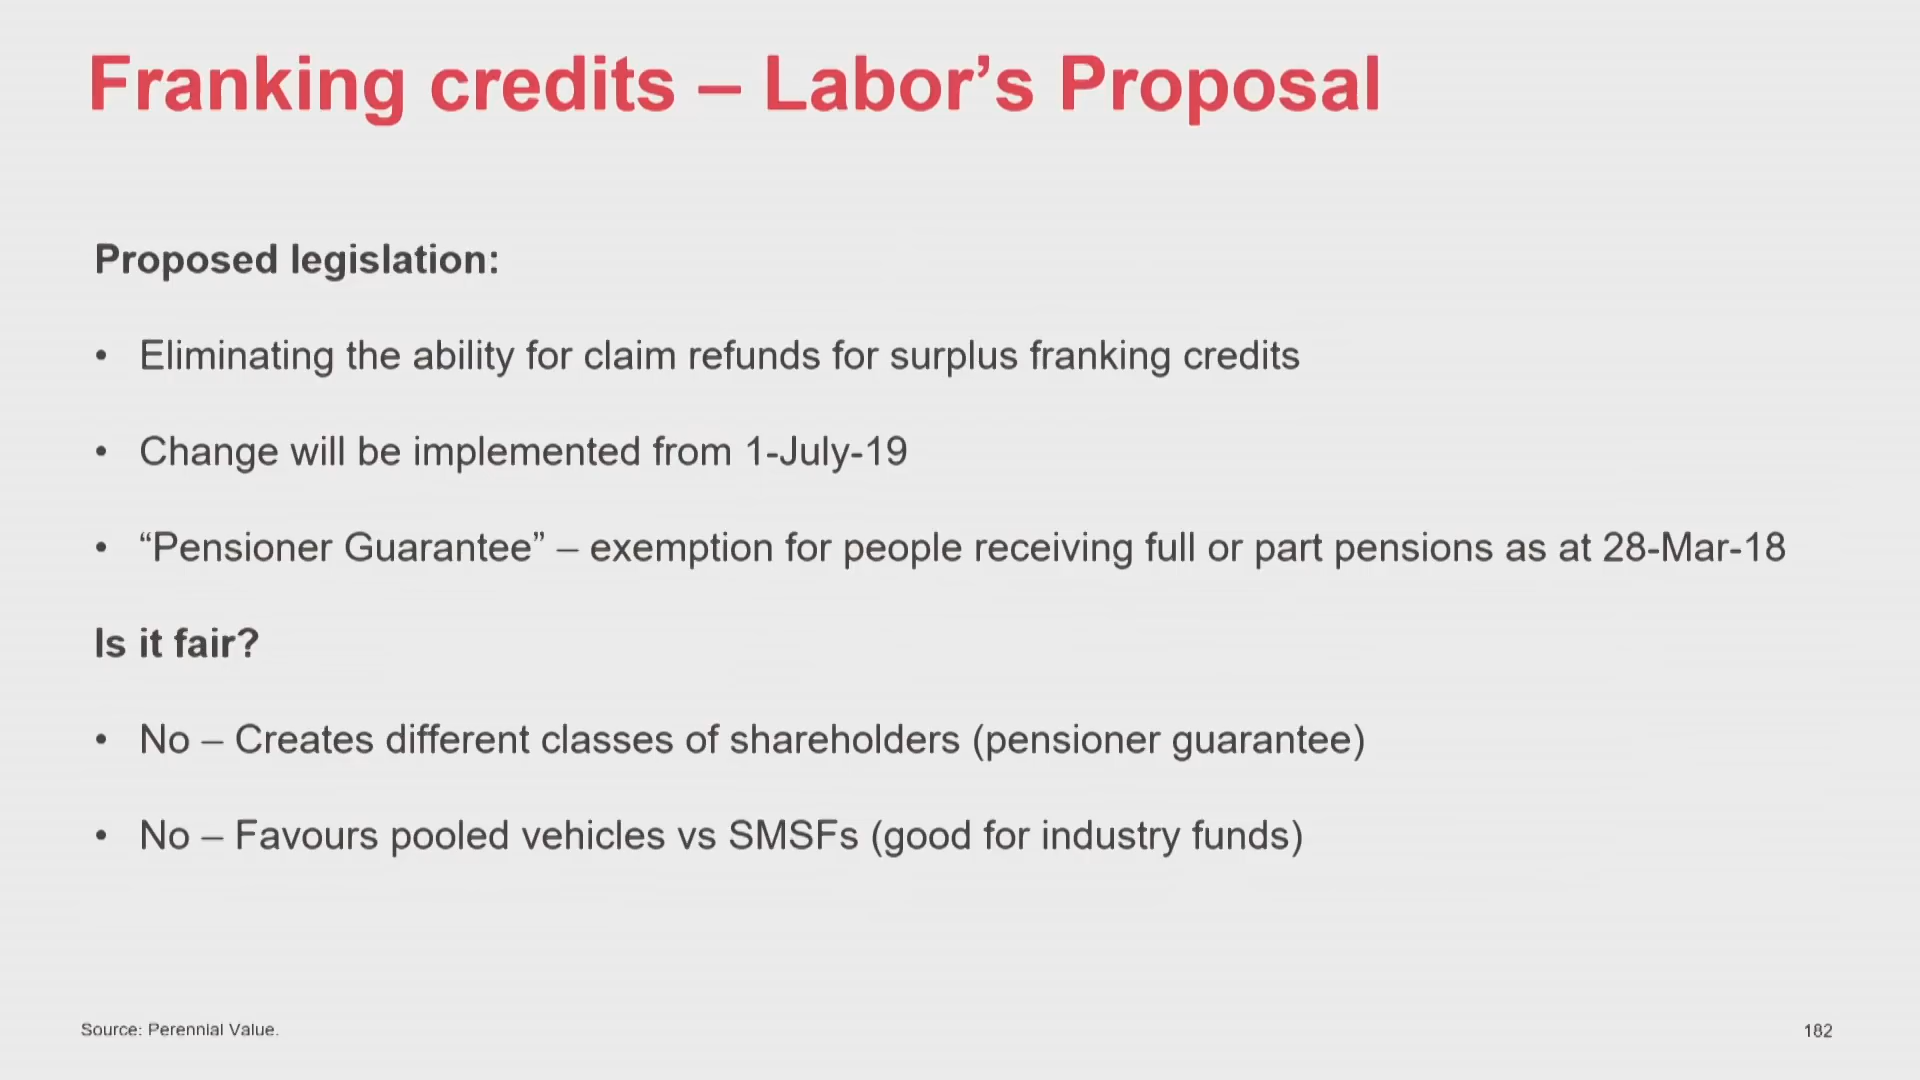 Franking credits – Labor’s Proposal
Proposed legislation:
• Eliminating the ability for claim refunds for surplus franking credits
• Change will be implemented from 1-July-19
• “Pensioner Guarantee” – exemption for people receiving full or part pensions as at 28-Mar-18
Is it fair?
• No – Creates different classes of shareholders (pensioner guarantee)
• No – Favours pooled vehicles vs SMSFs (good for industry funds)
Source: Perennial Value.
182